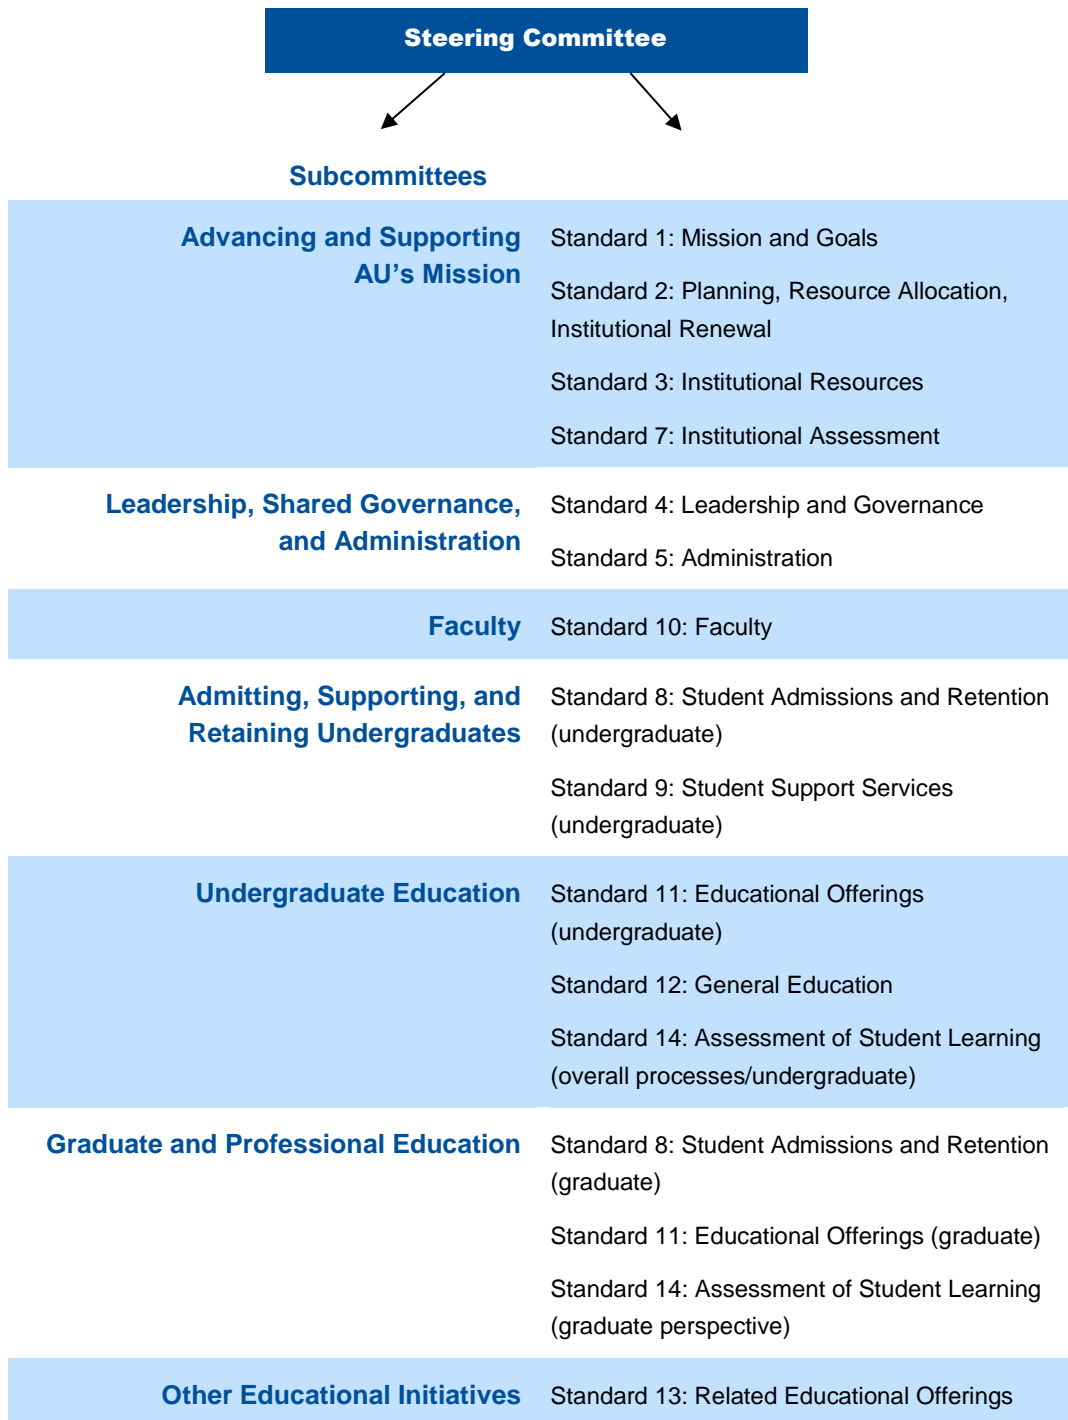 Steering Committee
Subcommittees
Advancing and Supporting
AU’s Mission
Standard 1: Mission and Goals
Standard 2: Planning, Resource Allocation,
Institutional Renewal
Standard 3: Institutional Resources
Standard 7: Institutional Assessment
Leadership, Shared Governance,
and Administration
Standard 4: Leadership and Governance
Standard 5: Administration
Faculty
Standard 10: Faculty
Admitting, Supporting, and
Retaining Undergraduates
Standard 8: Student Admissions and Retention
(undergraduate)
Standard 9: Student Support Services
(undergraduate)
Undergraduate Education
Standard 11: Educational Offerings
(undergraduate)
Standard 12: General Education
Standard 14: Assessment of Student Learning
(overall processes/undergraduate)
Graduate and Professional Education
Standard 8: Student Admissions and Retention
(graduate)
Standard 11: Educational Offerings (graduate)
Standard 14: Assessment of Student Learning
(graduate perspective)
Other Educational Initiatives
Standard 13: Related Educational Offerings